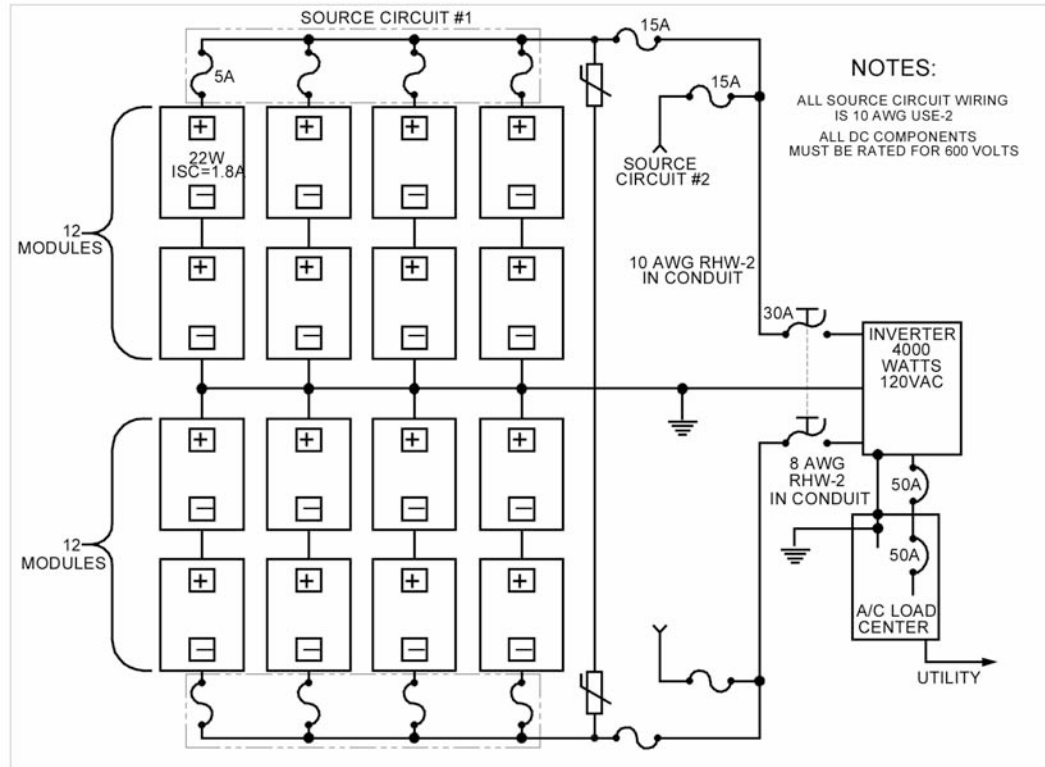 SOURCE CIRCUIT #1
15A
5A
15A
NOTES:
ALL SOURCE CIRCUIT WIRING
IS 10 AWG USE-2
ALL DC COMPONENTS
MUST BE RATED FOR 600 VOLTS
+
+
+
+
22W
ISC=1.8A
SOURCE
CIRCUIT #2
−
−
−
−
12
MODULES
10 AWG RHW-2
IN CONDUIT
+
+
+
+
30A
INVERTER
4000
WATTS
120VAC
−
−
−
−
+
+
+
+
8 AWG
RHW-2
IN CONDUIT
50A
−
−
−
−
12
MODULES
50A
+
+
+
+
A/C LOAD
CENTER
−
−
−
−
UTILITY